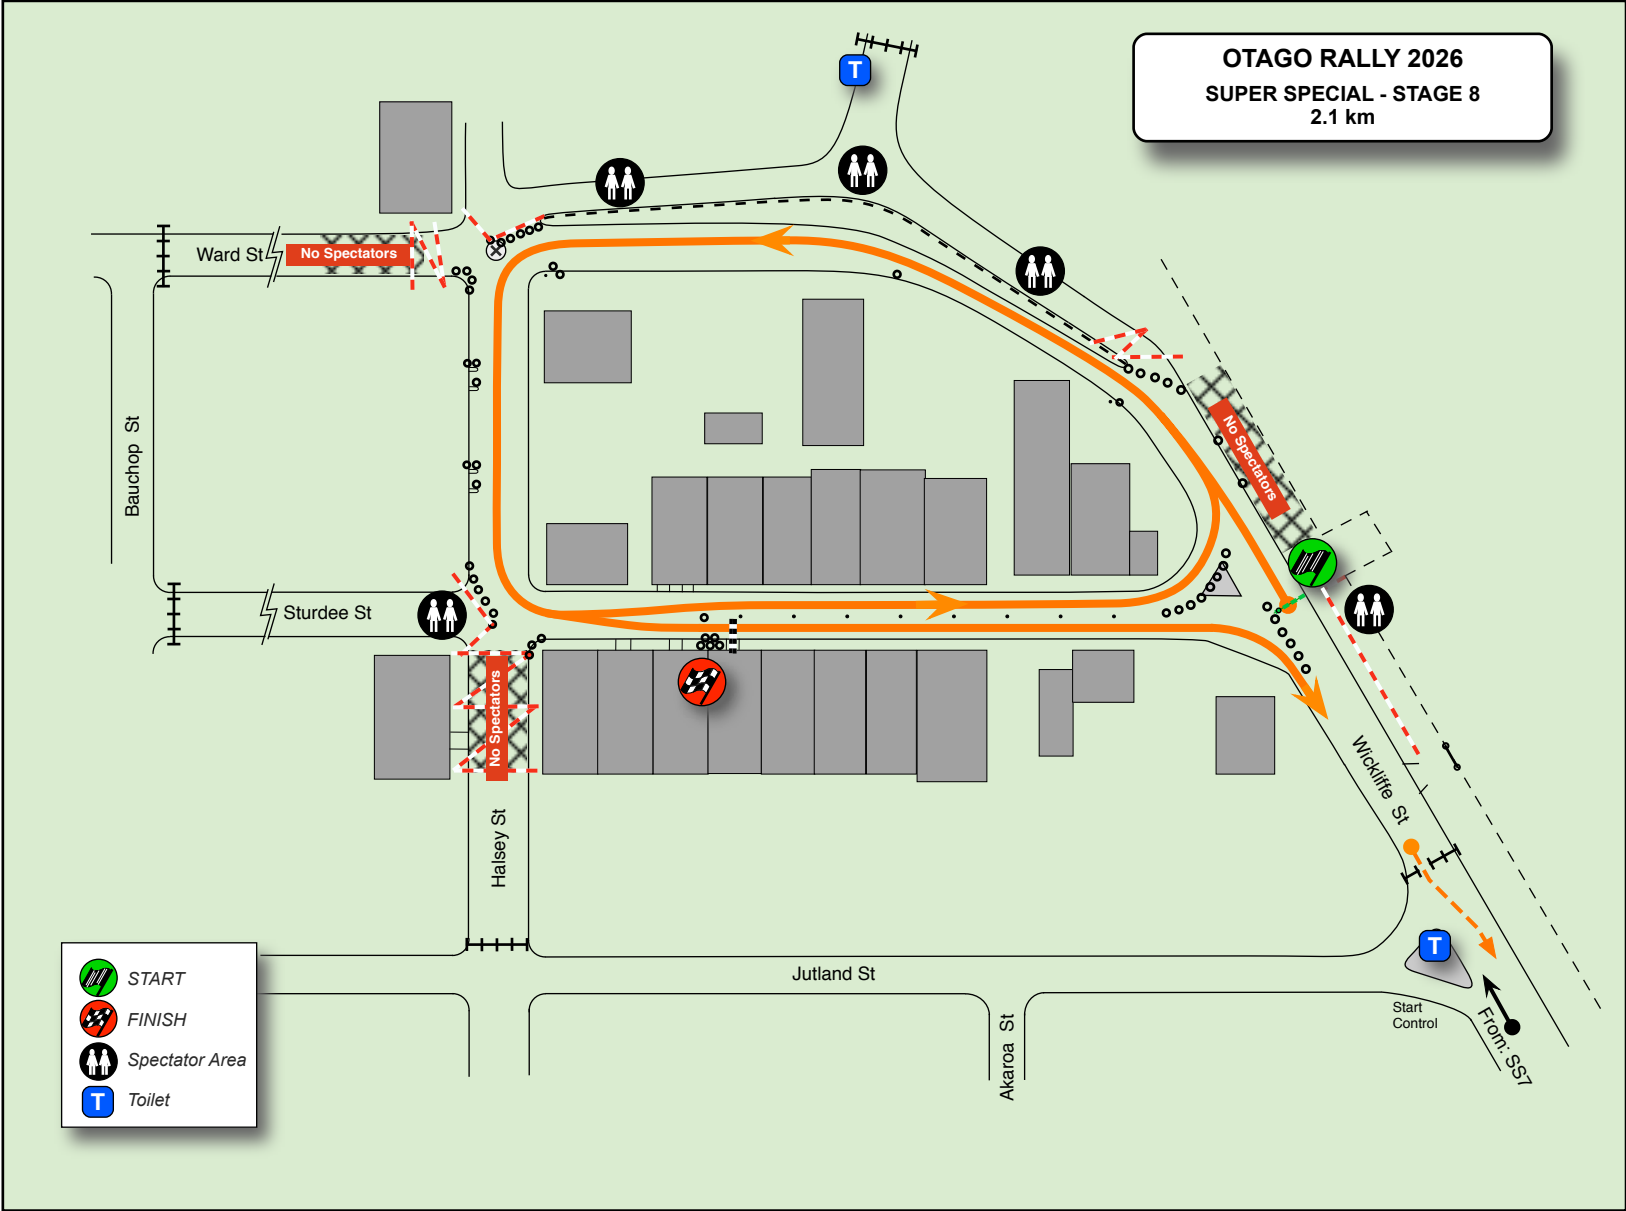 OTAGO RALLY 2026
SUPER SPECIAL - STAGE 8
2.1 km
T
Ward St
No Spectators
No Spectators
Bauchop St
Sturdee St
No Spectators
Halsey St
Wickliffe St
Jutland St
T
Start
Control
From: SS7
Akaroa St
START
FINISH
Spectator Area
T
Toilet